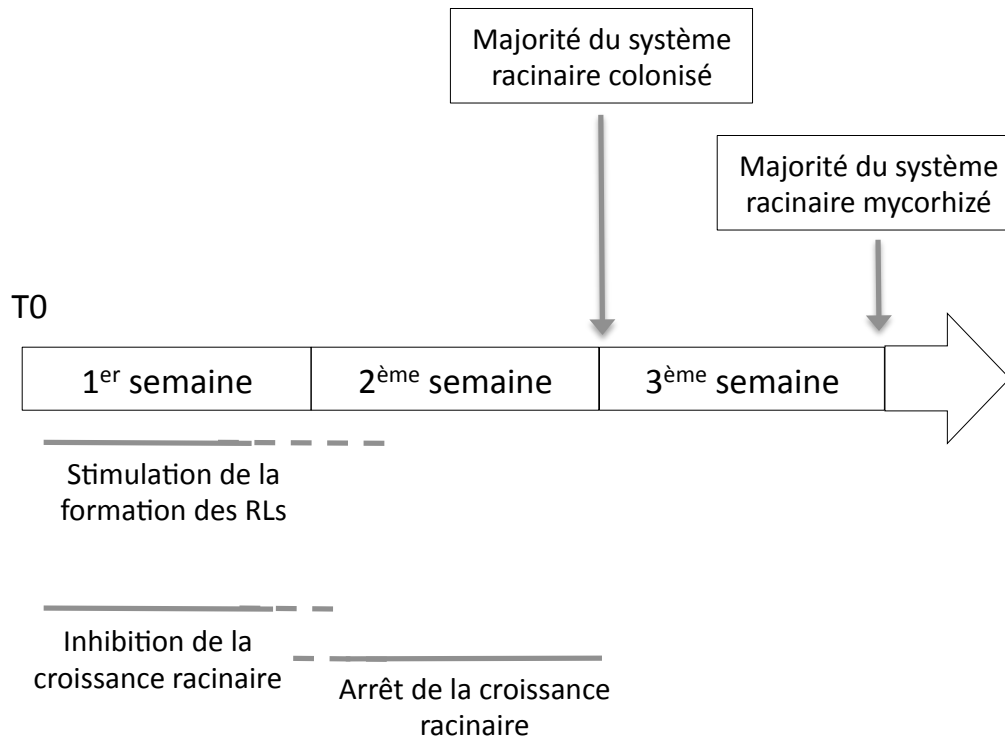 Majorité du système
racinaire colonisé
Majorité du système
racinaire mycorhizé
T0
1er semaine
2ème semaine
3ème semaine
Stimulation de la
formation des RLs
Inhibition de la
croissance racinaire
Arrêt de la croissance
racinaire